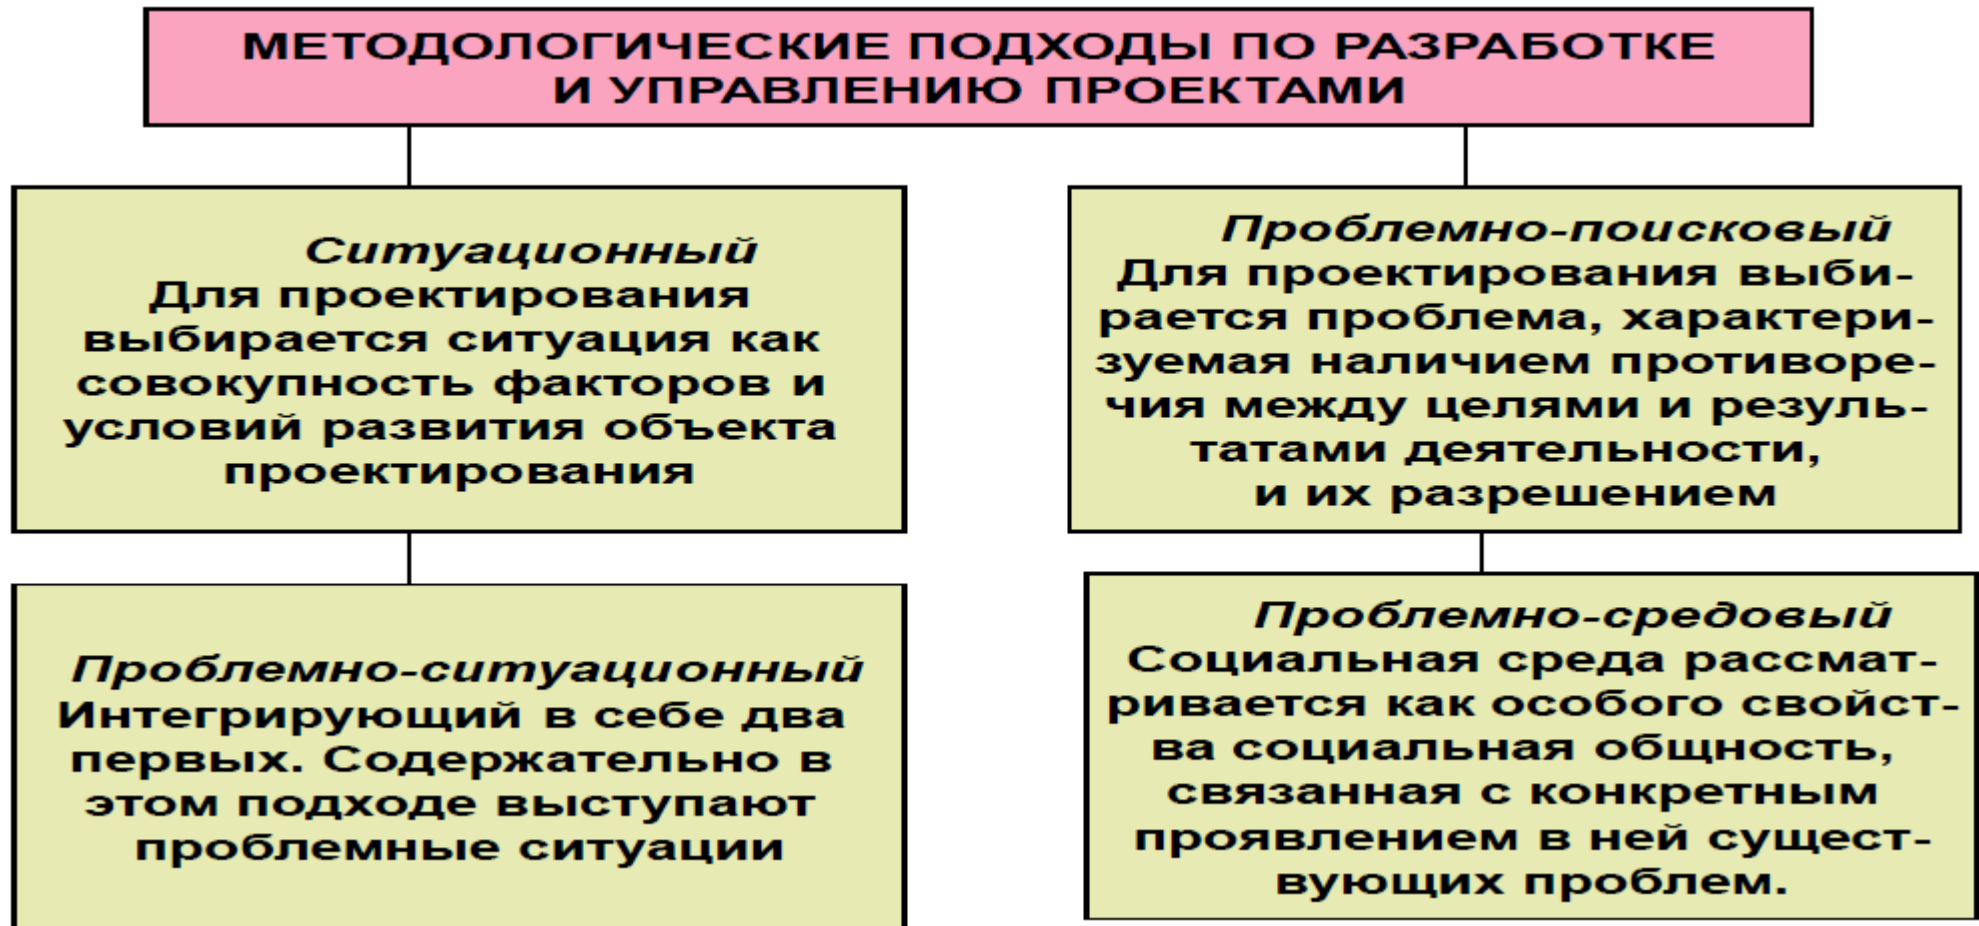 МЕТОДОЛОГИЧЕСКИЕ ПОДХОДЫ ПО РАЗРАБОТКЕ
И УПРАВЛЕНИЮ ПРОЕКТАМИ
Ситуационный
Для проектирования
выбирается ситуация как
совокупность факторов и
условий развития объекта
проектирования
Проблемно-поисковый
Для проектирования выби-
рается проблема, характери-
зуемая наличием противоре-
чия между целями и резуль-
татами деятельности,
и их разрешением
Проблемно-ситуационный
Интегрирующий в себе два
первых. Содержательно в
этом подходе выступают
проблемные ситуации
Проблемно-средовый
Социальная среда рассмат-
ривается как особого свойст-
ва социальная общность,
связанная с конкретным
проявлением в ней сущест-
вующих проблем.